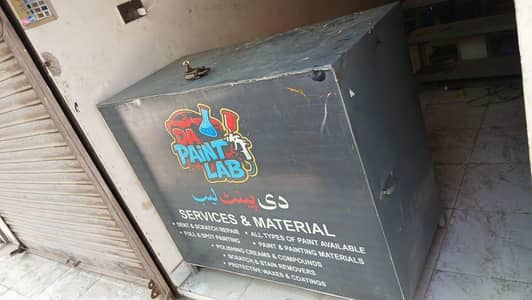 DA
PAINT
LAB
دی پینٹ لیب
SERVICES & MATERIAL
• DENT & SCRATCH REPAIR • ALL TYPES OF PAINT AVAILABLE
• FULL & SPOT PAINTING • PAINT & PAINTING MATERIALS
• POLISHING CREAMS & COMPOUNDS
• SCRATCH & STAIN REMOVERS
• PROTECTIVE WAXES & COATINGS